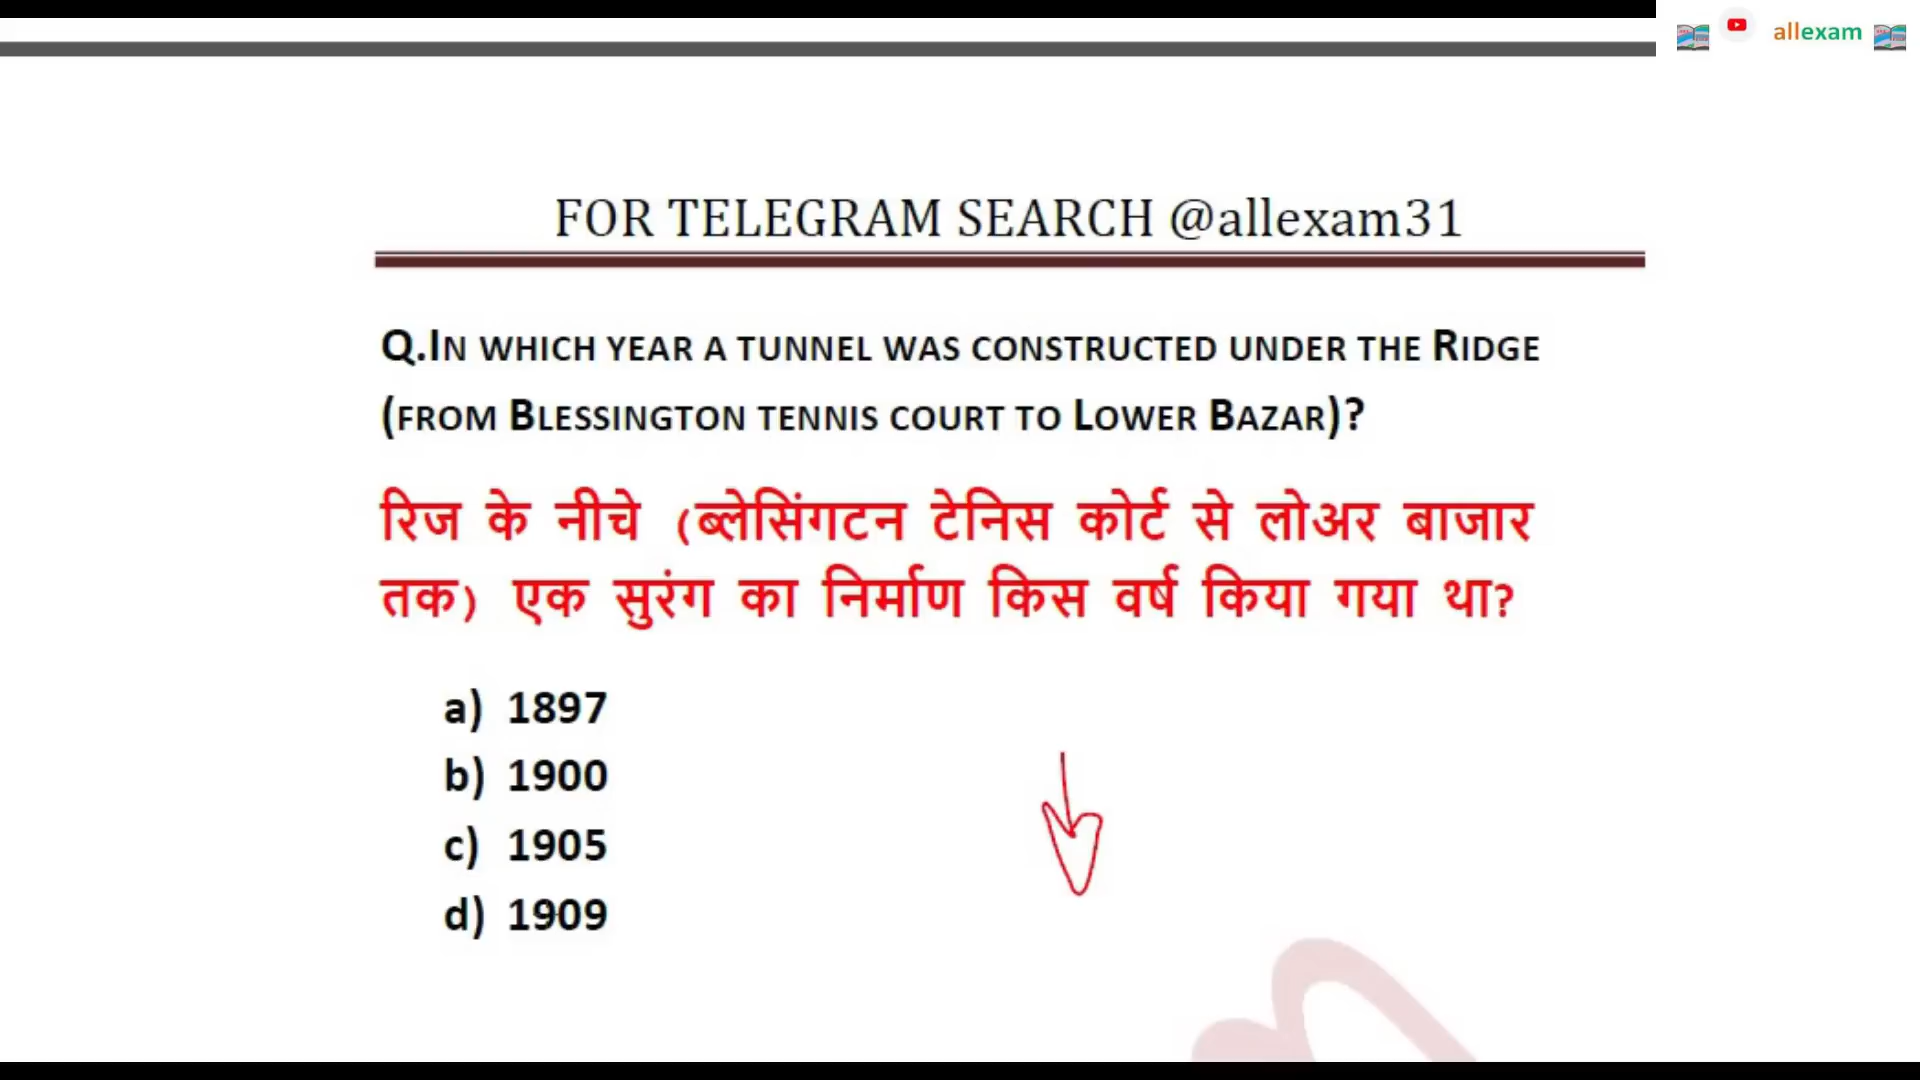 allexam
FOR TELEGRAM SEARCH @allexam31
Q.IN WHICH YEAR A TUNNEL WAS CONSTRUCTED UNDER THE RIDGE
(FROM BLESSINGTON TENNIS COURT TO LOWER BAZAR)?
रिज के नीचे (ब्लेसिंगटन टेनिस कोर्ट से लोअर बाजार
तक) एक सुरंग का निर्माण किस वर्ष किया गया था?
a) 1897
b) 1900
c) 1905
d) 1909